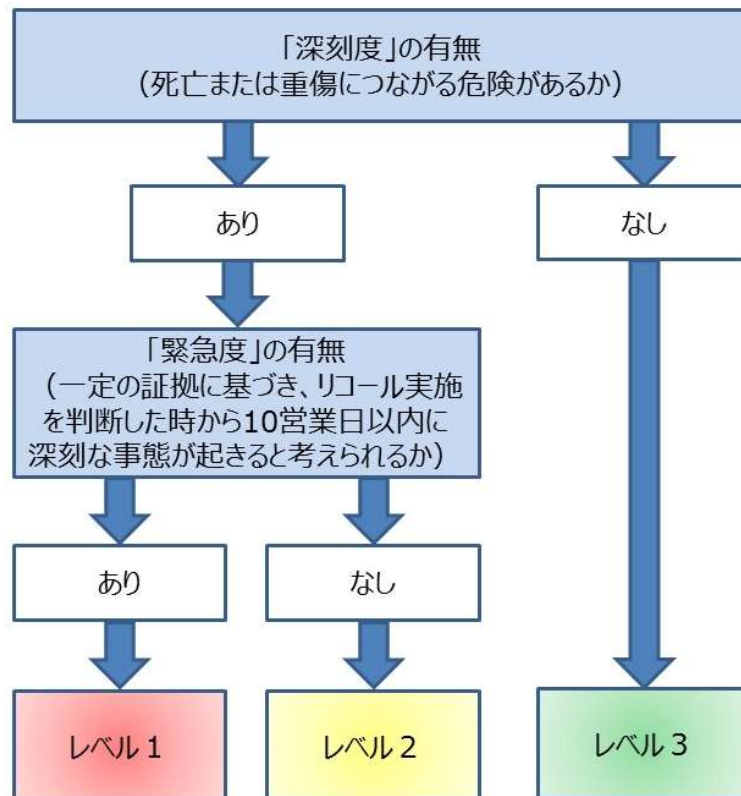 「深刻度」の有無
（死亡または重傷につながる危険があるか）
あり
なし
「緊急度」の有無
（一定の証拠に基づき、リコール実施
を判断した時から10営業日以内に
深刻な事態が起きると考えられるか）
あり
なし
レベル１
レベル２
レベル３